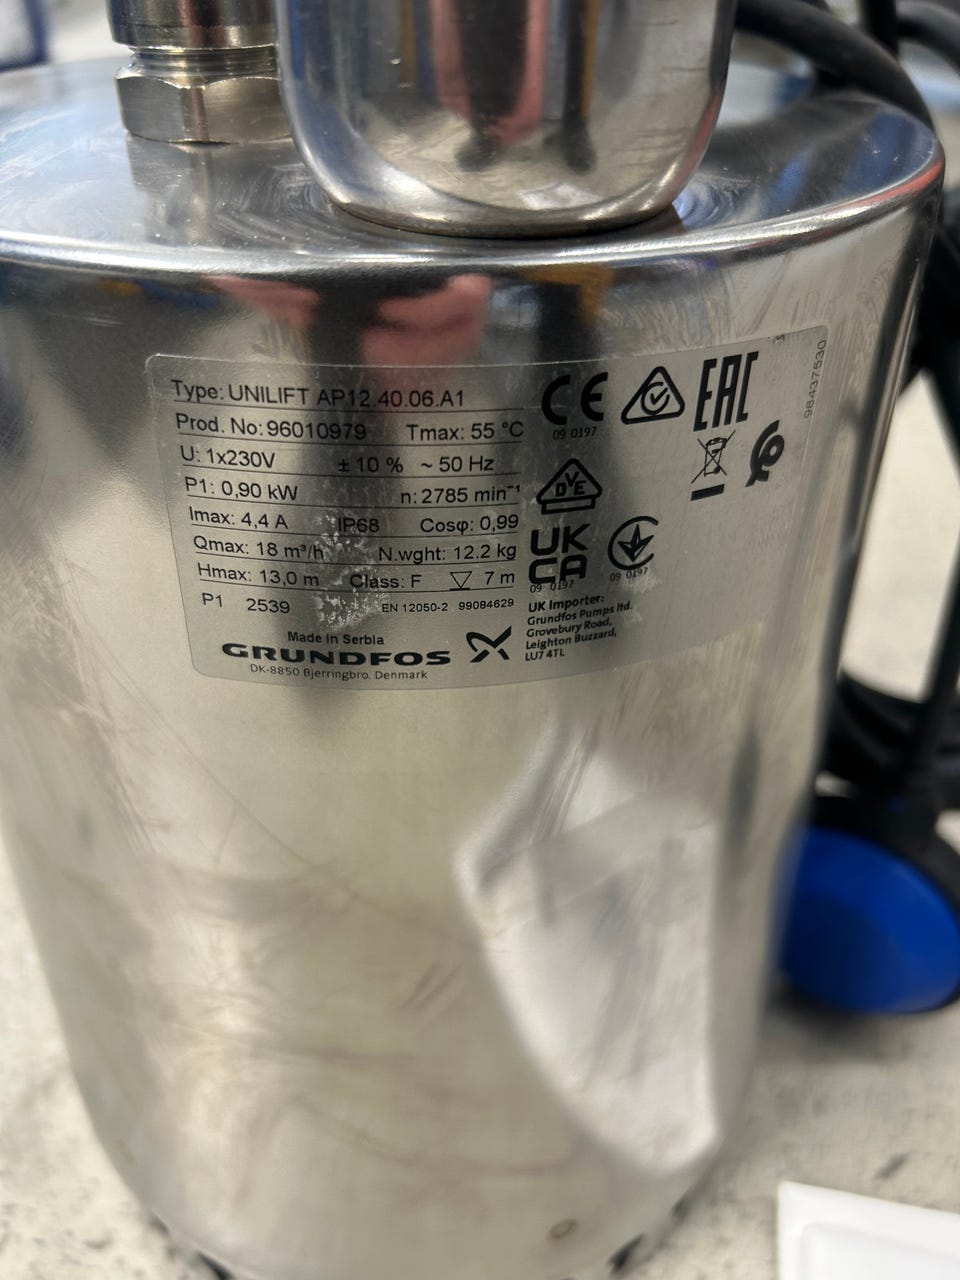 Type: UNILIFT AP12.40.06.A1
Prod. No: 96010979 Tmax: 55 °C
U: 1x230V ± 10 % ~ 50 Hz
P1: 0,90 kW n: 2785 min⁻¹
Imax: 4,4 A IP68 Cosφ: 0,99
Qmax: 18 m³/h N.wght: 12.2 kg
Hmax: 13,0 m Class: F 7 m
P1 2539 EN 12050-2 99084629
Made in Serbia
GRUNDFOS
DK-8850 Bjerringbro, Denmark
CE
09 0197
EAC
DVE
UK
CA
09 0197
09 0197
UK Importer:
Grundfos Pumps ltd.
Grovebury Road,
Leighton Buzzard,
LU7 4TL
96437530